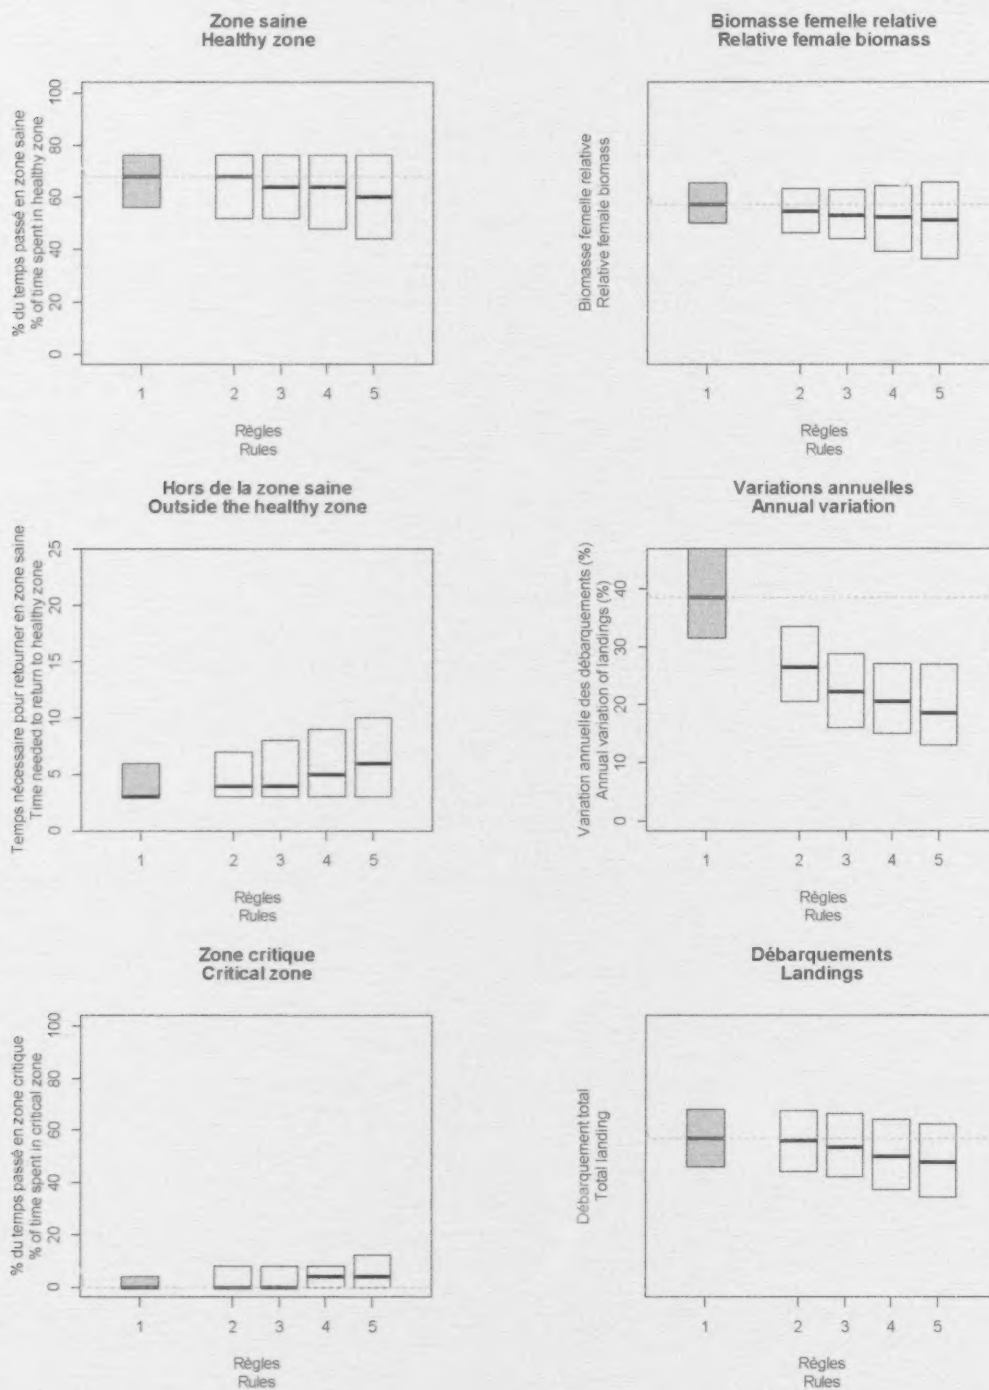 Zone saine
Healthy zone
% du temps passé en zone saine
% of time spent in healthy zone
100
80
60
40
20
0
1 2 3 4 5
Règles
Rules
Biomasse femelle relative
Relative female biomass
Biomasse femelle relative
Relative female biomass
1 2 3 4 5
Règles
Rules
Hors de la zone saine
Outside the healthy zone
Temps nécessaire pour retourner en zone saine
Time needed to return to healthy zone
25
20
15
10
5
0
1 2 3 4 5
Règles
Rules
Variations annuelles
Annual variation
Variation annuelle des débarquements (%)
Annual variation of landings (%)
40
30
20
10
0
1 2 3 4 5
Règles
Rules
Zone critique
Critical zone
% du temps passé en zone critique
% of time spent in critical zone
100
80
60
40
20
0
1 2 3 4 5
Règles
Rules
Débarquements
Landings
Débarquement total
Total landing
1 2 3 4 5
Règles
Rules